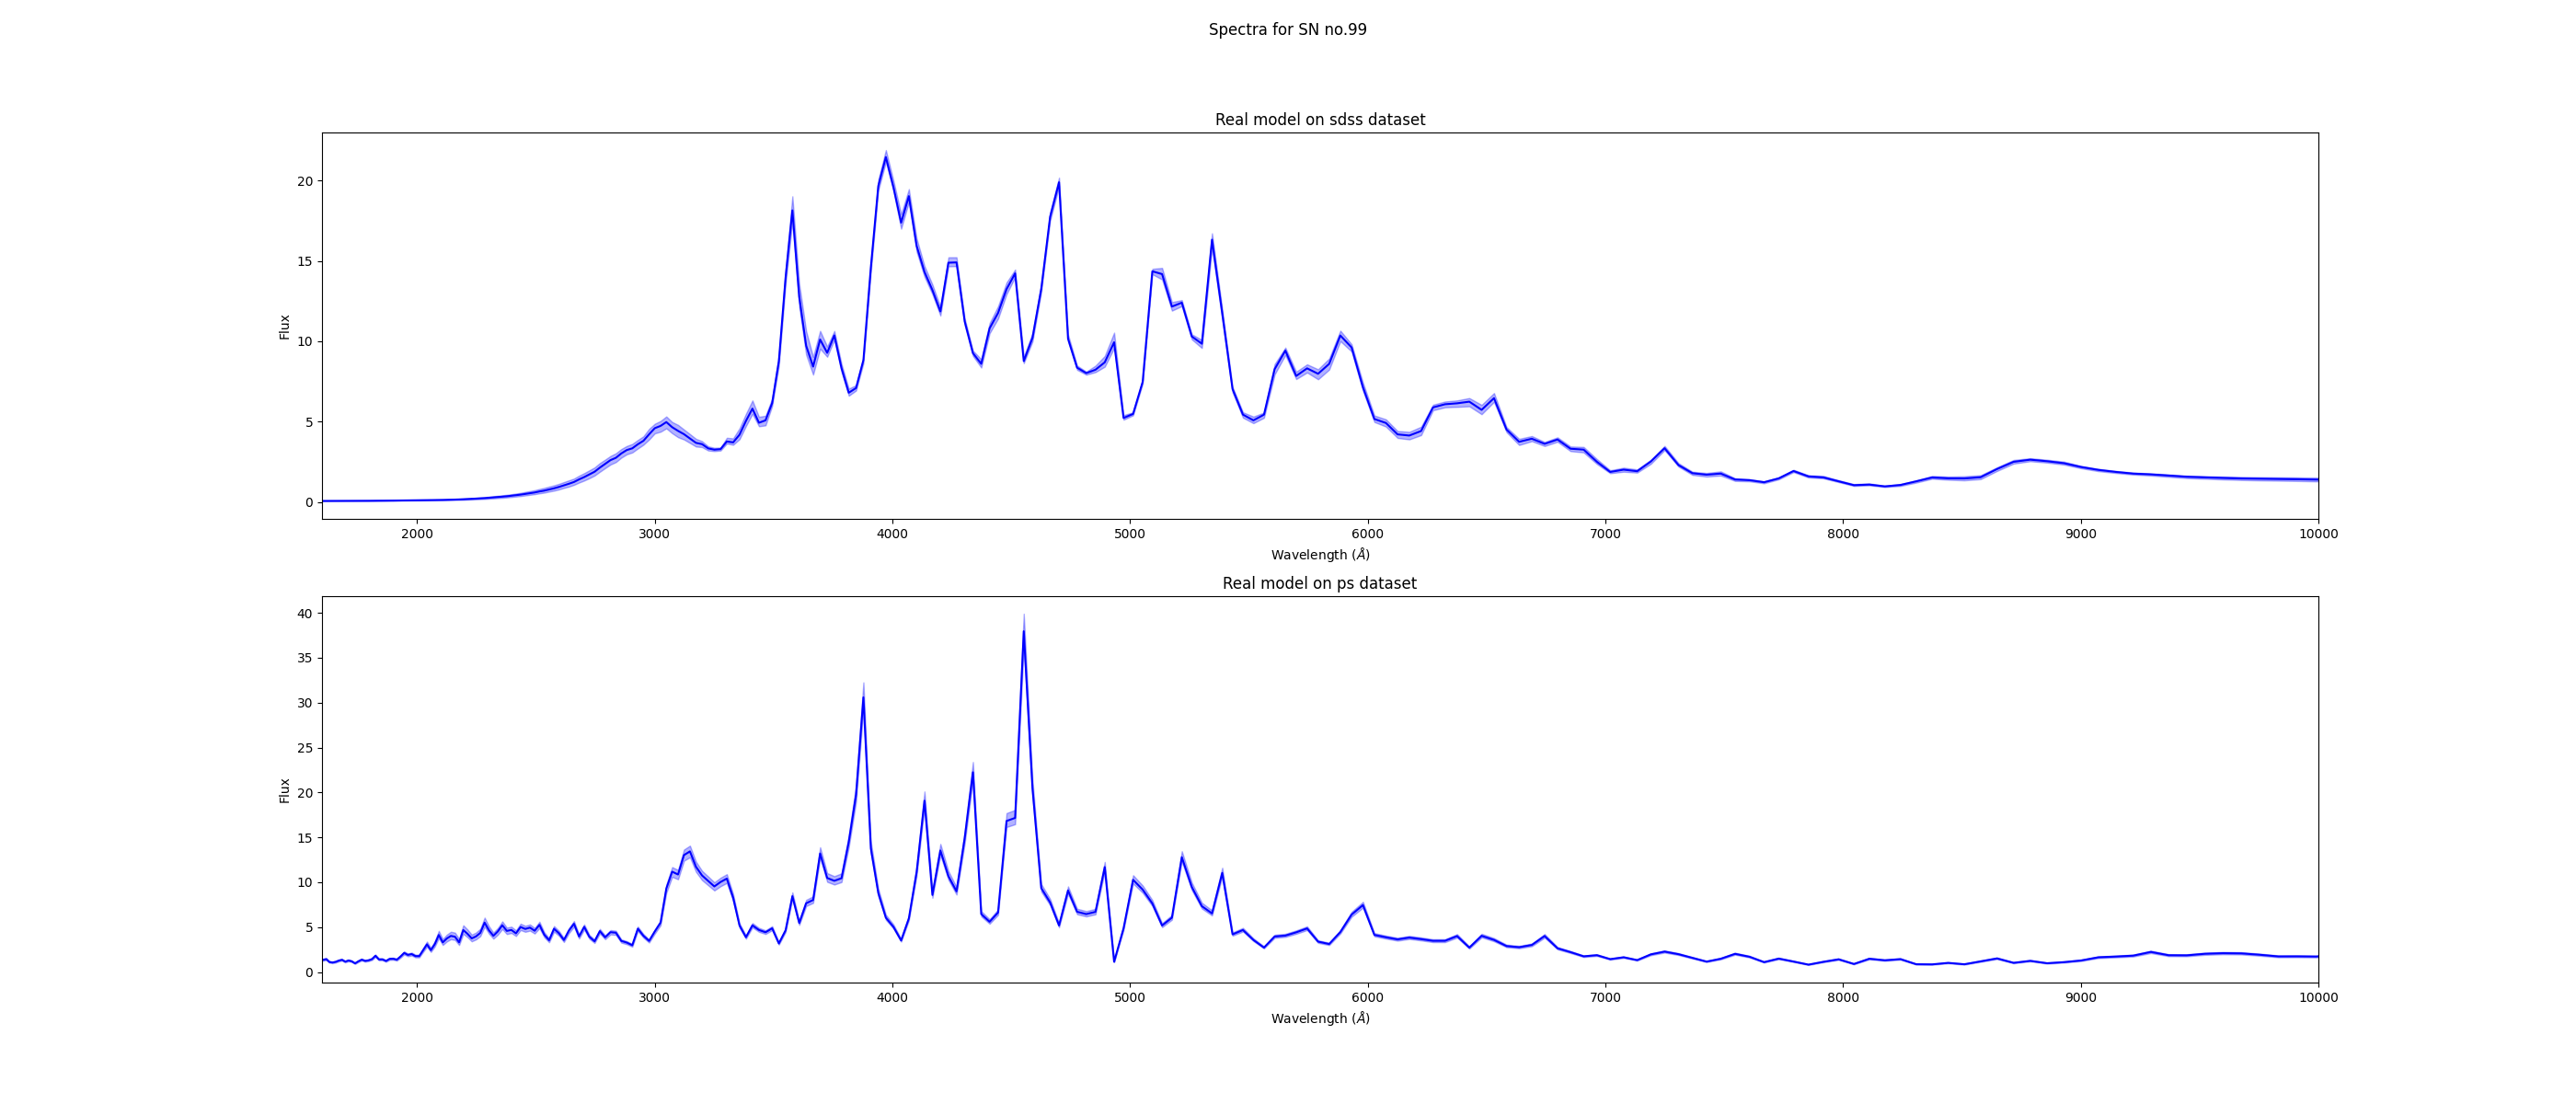 Spectra for SN no.99
Real model on sdss dataset
20
15
10
5
0
Flux
2000 3000 4000 5000 6000 7000 8000 9000 10000
Wavelength (Å)
Real model on ps dataset
40
35
30
25
20
15
10
5
0
Flux
2000 3000 4000 5000 6000 7000 8000 9000 10000
Wavelength (Å)